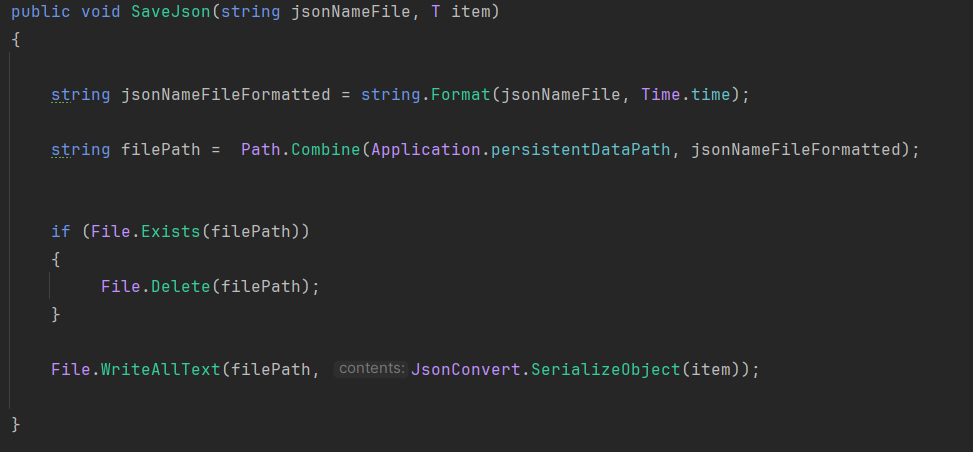 public void SaveJson(string jsonNameFile, T item)
{
string jsonNameFileFormatted = string.Format(jsonNameFile, Time.time);
string filePath =  Path.Combine(Application.persistentDataPath, jsonNameFileFormatted);
if (File.Exists(filePath))
{
File.Delete(filePath);
}
File.WriteAllText(filePath, contents: JsonConvert.SerializeObject(item));
}